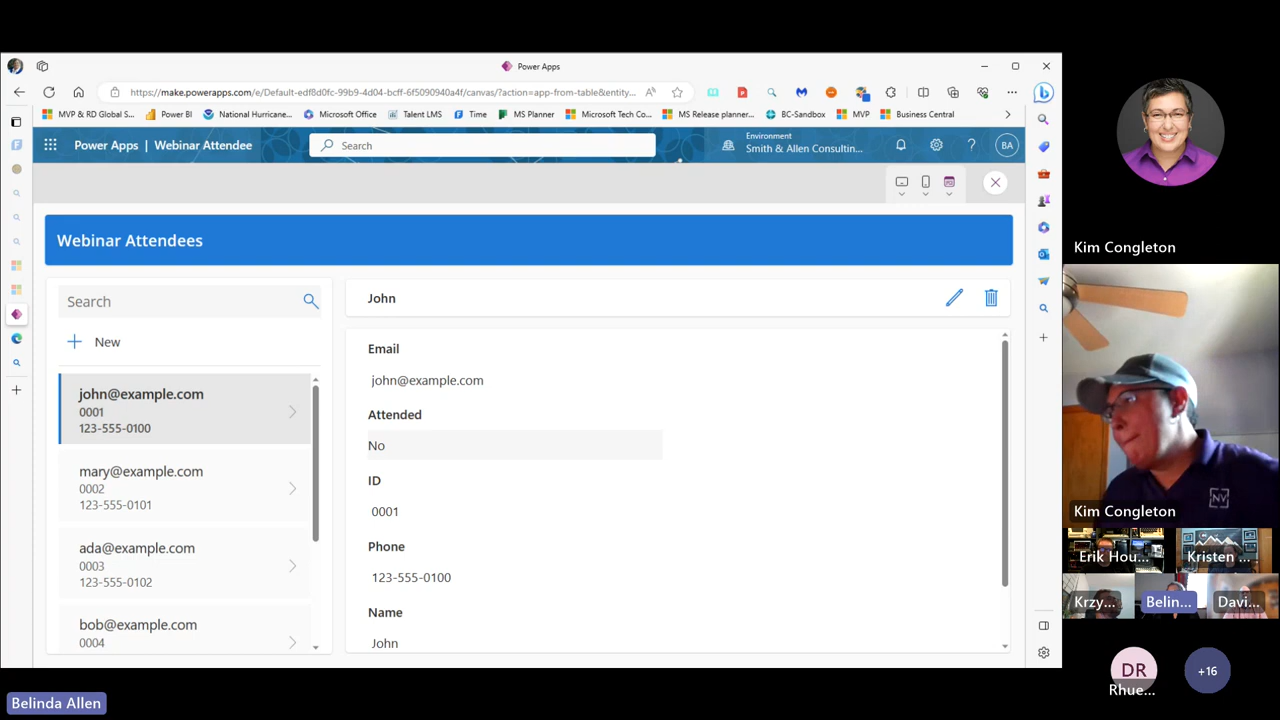 Power Apps
https://make.powerapps.com/e/Default-edf8d0fc-99b9-4d04-bcff-6f5090940a4f/canvas/?action=app-from-table&entity...
MVP & RD Global S...
Power BI
National Hurricane...
Microsoft Office
Talent LMS
Time
MS Planner
Microsoft Tech Co...
MS Release planner...
BC-Sandbox
MVP
Business Central
Power Apps | Webinar Attendee
Search
Environment
Smith & Allen Consultin...
BA
Webinar Attendees
Search
New
john@example.com
0001
123-555-0100
mary@example.com
0002
123-555-0101
ada@example.com
0003
123-555-0102
bob@example.com
0004
John
Email
john@example.com
Attended
No
ID
0001
Phone
123-555-0100
Name
John
Kim Congleton
NV
Kim Congleton
Erik Hou...
Kristen ...
Krzy...
Belin...
Davi...
DR
Rhue...
+16
Belinda Allen